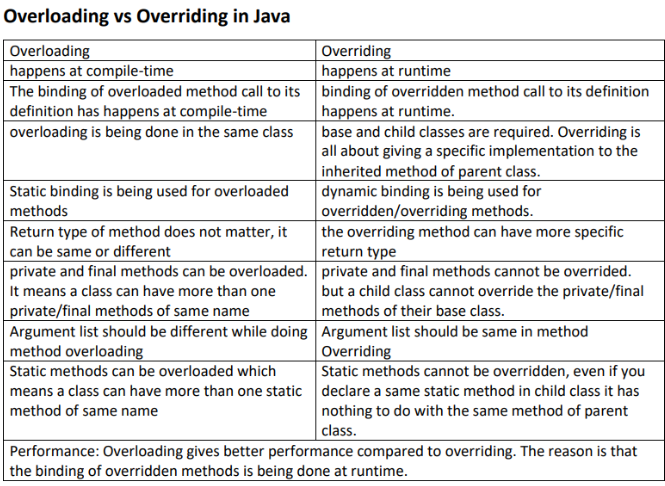 Overloading vs Overriding in Java
Overloading
Overriding
happens at compile-time
happens at runtime
The binding of overloaded method call to its
definition has happens at compile-time
binding of overridden method call to its definition
happens at runtime.
overloading is being done in the same class
base and child classes are required. Overriding is
all about giving a specific implementation to the
inherited method of parent class.
Static binding is being used for overloaded
methods
dynamic binding is being used for
overridden/overriding methods.
Return type of method does not matter, it
can be same or different
the overriding method can have more specific
return type
private and final methods can be overloaded.
It means a class can have more than one
private/final methods of same name
private and final methods cannot be overrided.
but a child class cannot override the private/final
methods of their base class.
Argument list should be different while doing
method overloading
Argument list should be same in method
Overriding
Static methods can be overloaded which
means a class can have more than one static
method of same name
Static methods cannot be overridden, even if you
declare a same static method in child class it has
nothing to do with the same method of parent
class.
Performance: Overloading gives better performance compared to overriding. The reason is that
the binding of overridden methods is being done at runtime.